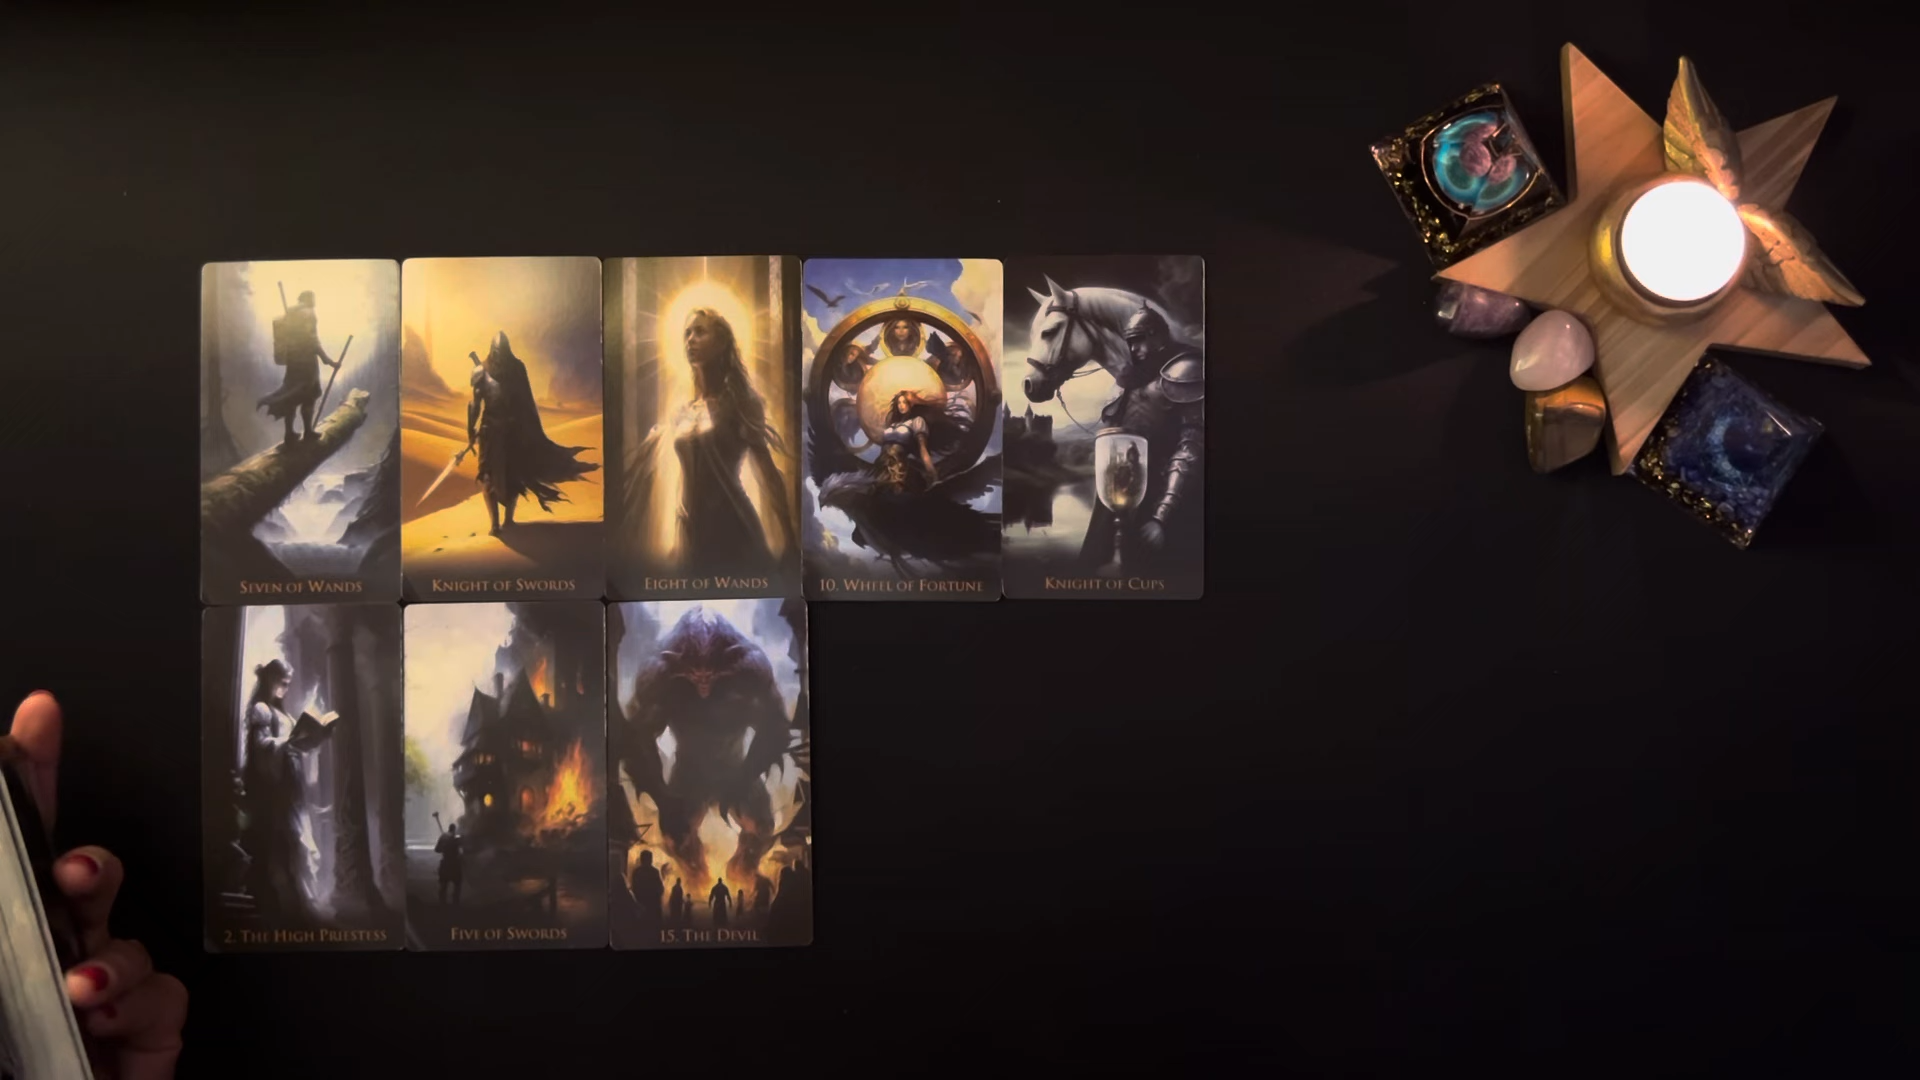 Seven of Wands
Knight of Swords
Eight of Wands
10. Wheel of Fortune
Knight of Cups
2. The High Priestess
Five of Swords
15. The Devil